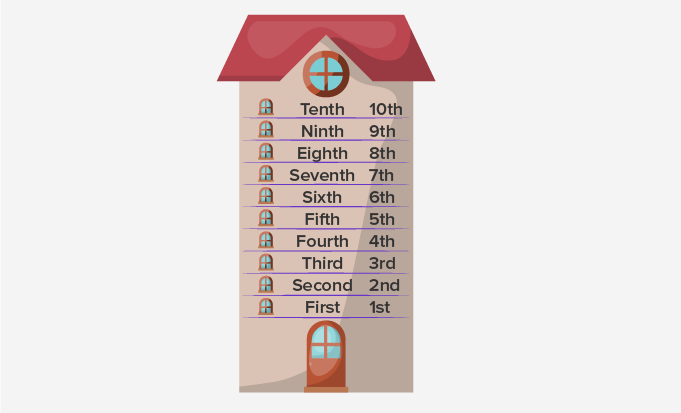 Tenth 10th
Ninth 9th
Eighth 8th
Seventh 7th
Sixth 6th
Fifth 5th
Fourth 4th
Third 3rd
Second 2nd
First 1st